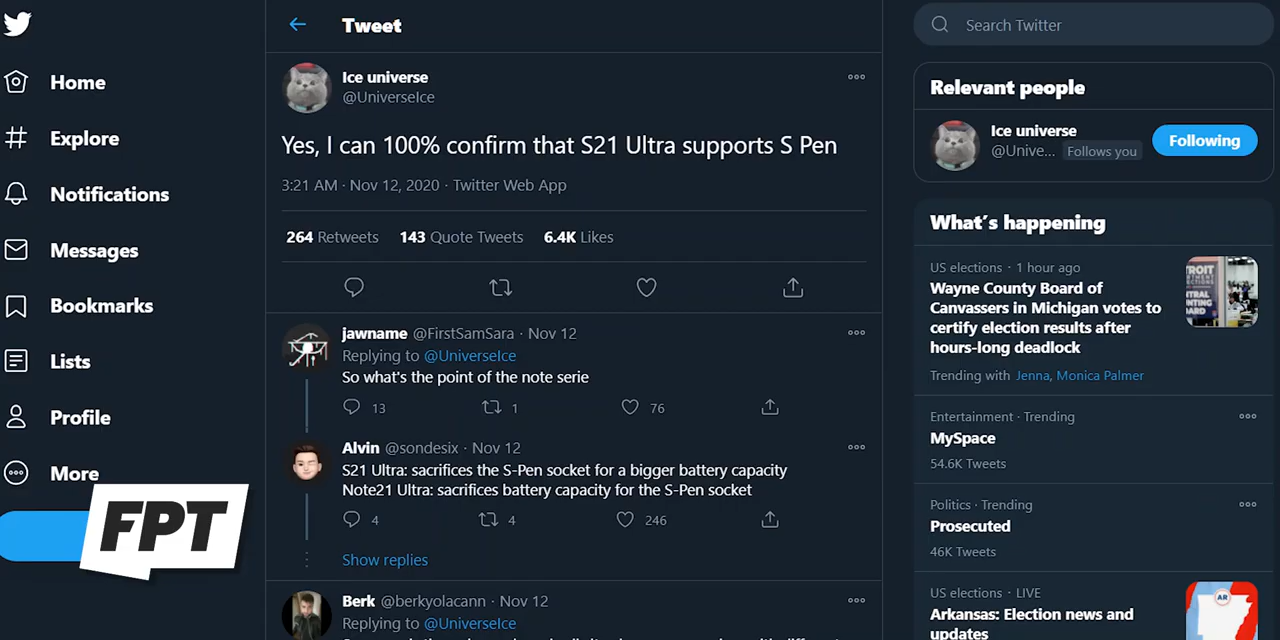 Home
Explore
Notifications
Messages
Bookmarks
Lists
Profile
More
FPT
Tweet
Ice universe
@UniverseIce
Yes, I can 100% confirm that S21 Ultra supports S Pen
3:21 AM · Nov 12, 2020 · Twitter Web App
264 Retweets 143 Quote Tweets 6.4K Likes
jawname @FirstSamSara · Nov 12
Replying to @UniverseIce
So what's the point of the note serie
13 1 76
Alvin @sondesix · Nov 12
S21 Ultra: sacrifices the S-Pen socket for a bigger battery capacity
Note21 Ultra: sacrifices battery capacity for the S-Pen socket
4 4 246
Show replies
Berk @berkyolacann · Nov 12
Replying to @UniverseIce
Search Twitter
Relevant people
Ice universe
@Unive... Follows you
Following
What's happening
US elections · 1 hour ago
Wayne County Board of
Canvassers in Michigan votes to
certify election results after
hours-long deadlock
Trending with Jenna, Monica Palmer
Entertainment · Trending
MySpace
54.6K Tweets
Politics · Trending
Prosecuted
46K Tweets
US elections · LIVE
Arkansas: Election news and
updates
AR